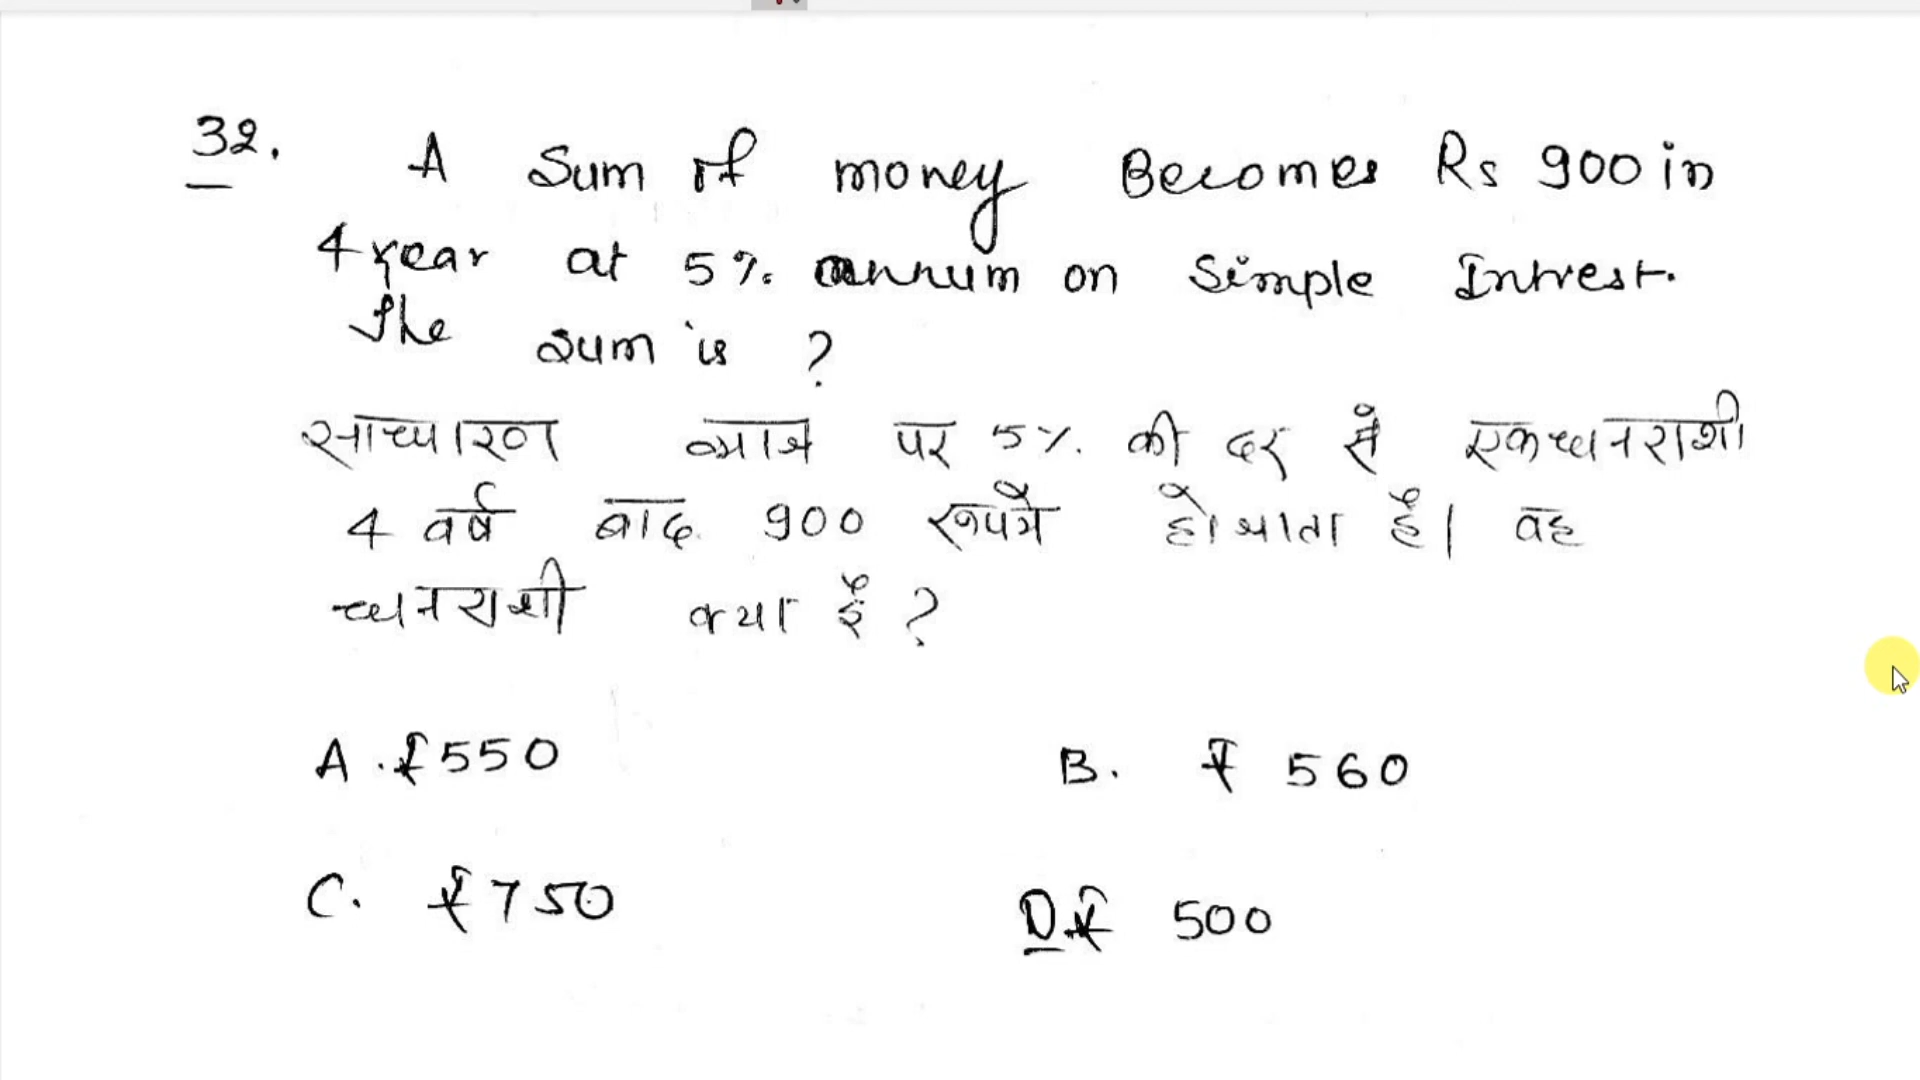 32. A Sum of money Becomes Rs 900 in
4 year at 5% annum on Simple Intrest.
The sum is ?
साधारण ब्याज पर 5% की दर से एक धनराशी
4 वर्ष बाद 900 रूपये हो जाता है। वह
धनराशी क्या है ?
A. ₹550 B. ₹ 560
C. ₹750 D. ₹ 500